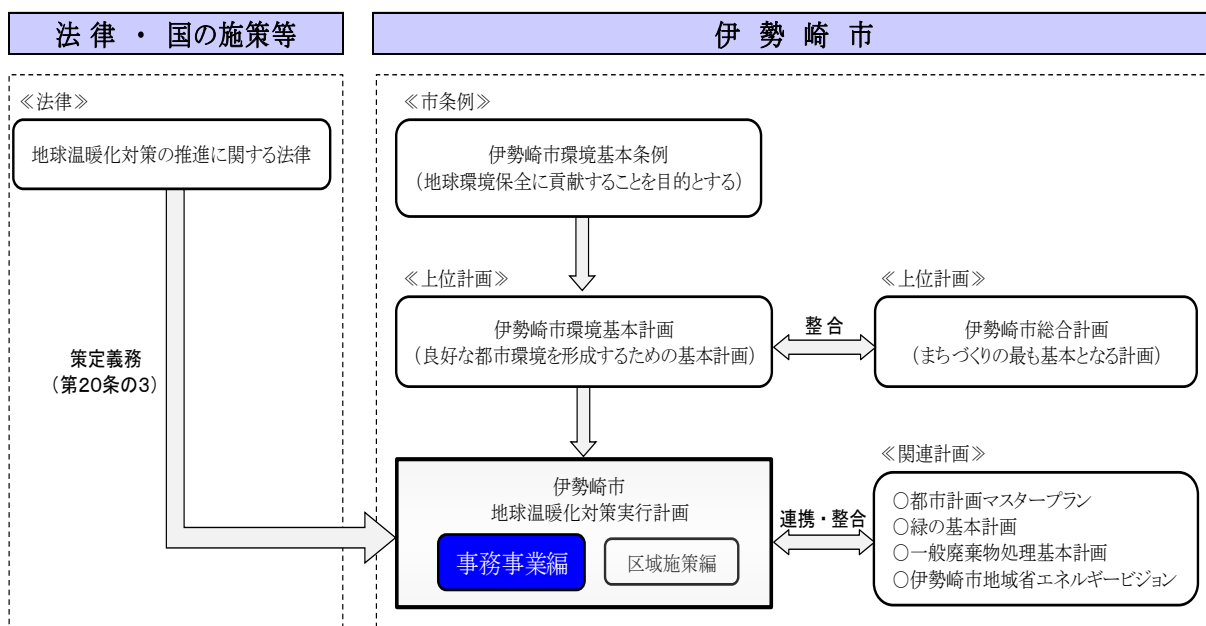 法律・国の施策等
伊勢崎市
≪法律≫
地球温暖化対策の推進に関する法律
策定義務
(第20条の3)
≪市条例≫
伊勢崎市環境基本条例
(地球環境保全に貢献することを目的とする)
≪上位計画≫
伊勢崎市環境基本計画
(良好な都市環境を形成するための基本計画)
整合
≪上位計画≫
伊勢崎市総合計画
(まちづくりの最も基本となる計画)
伊勢崎市
地球温暖化対策実行計画
事務事業編
区域施策編
連携・整合
≪関連計画≫
○都市計画マスタープラン
○緑の基本計画
○一般廃棄物処理基本計画
○伊勢崎市地域省エネルギービジョン